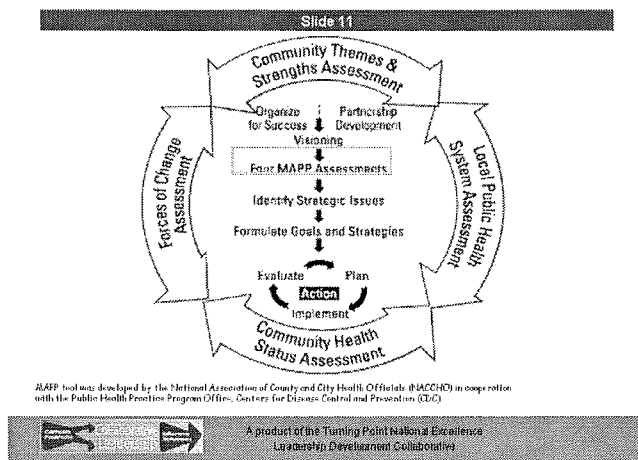 Slide 11
Community Themes &
Strengths Assessment
Organize
for Success
Partnership
Development
Visioning
Four MAPP Assessments
Identify Strategic Issues
Formulate Goals and Strategies
Evaluate
Plan
Action
Implement
Forces of Change
Assessment
Local Public Health
System Assessment
Community Health
Status Assessment
MAPP tool was developed by the National Association of County and City Health Officials (NACCHO) in cooperation
with the Public Health Practice Program Office, Centers for Disease Control and Prevention (CDC)
A product of the Turning Point National Excellence
Leadership Development Collaborative